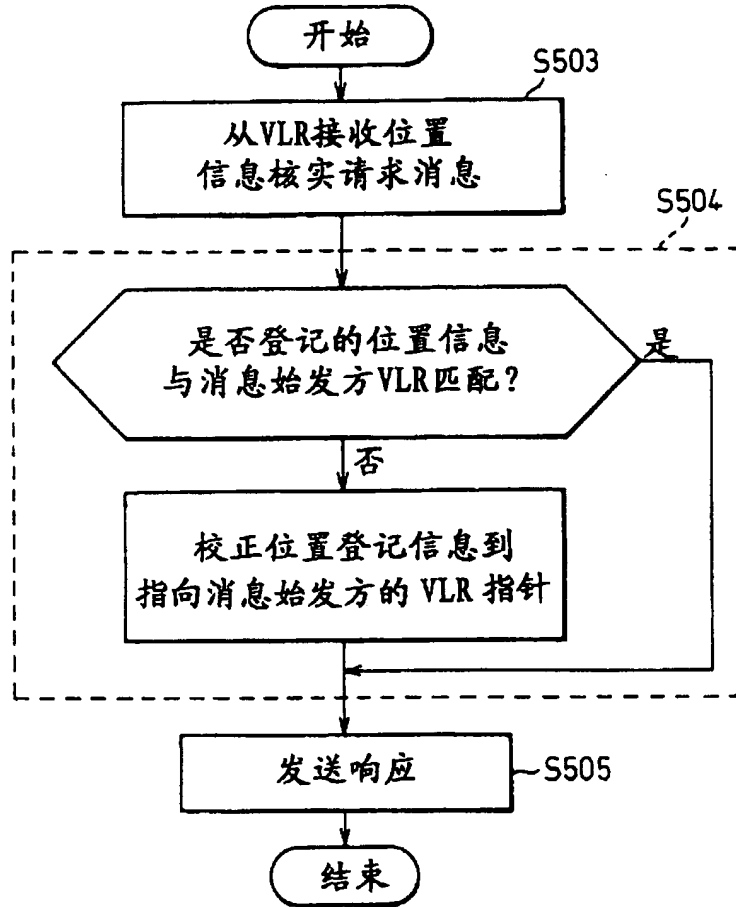 开始
S503
从VLR接收位置
信息核实请求消息
S504
是否登记的位置信息
与消息始发方VLR匹配?
是
否
校正位置登记信息到
指向消息始发方的 VLR 指针
发送响应
S505
结束